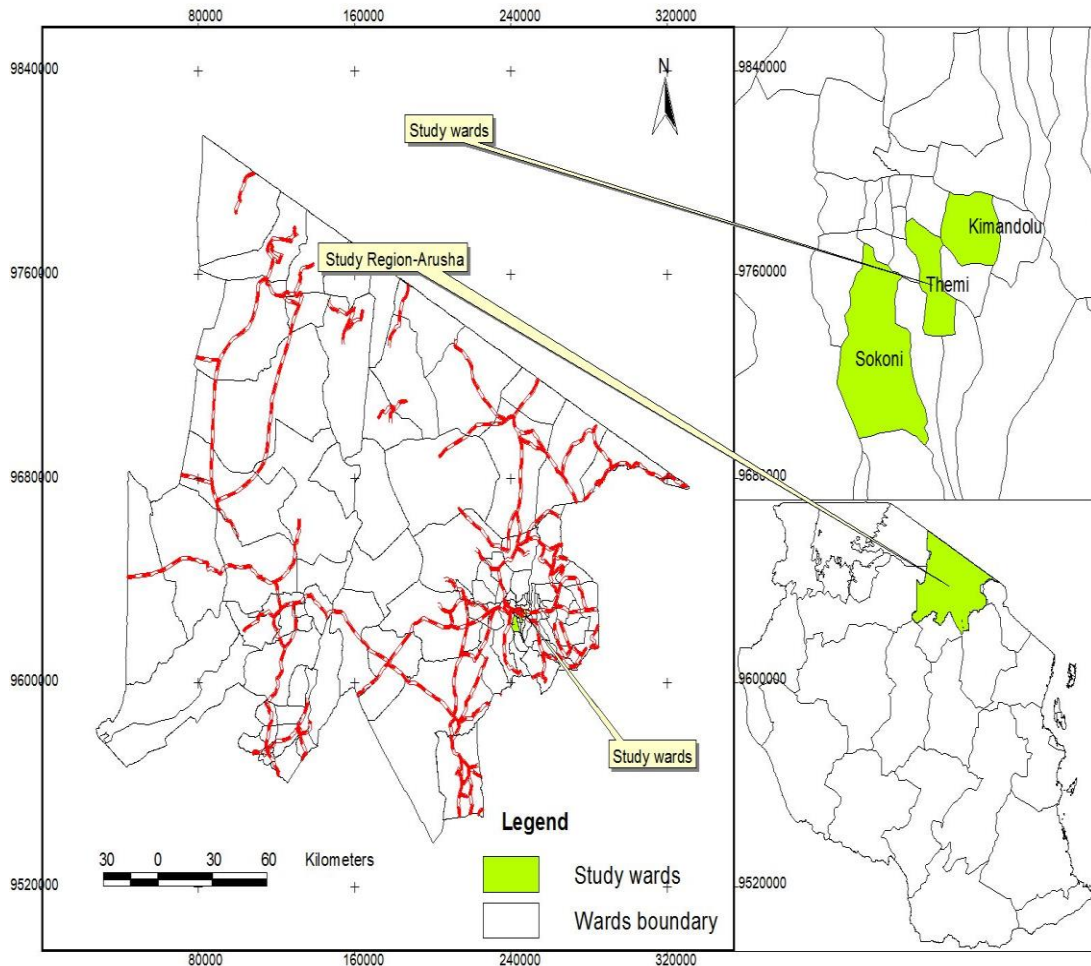 80000 160000 240000 320000
9840000
9840000
N
Study wards
Kimandolu
Study Region-Arusha
9760000
9760000
Themi
Sokoni
9680000
9600000
9600000
Study wards
Legend
30 0 30 60 Kilometers
Study wards
9520000
9520000
Wards boundary
80000 160000 240000 320000